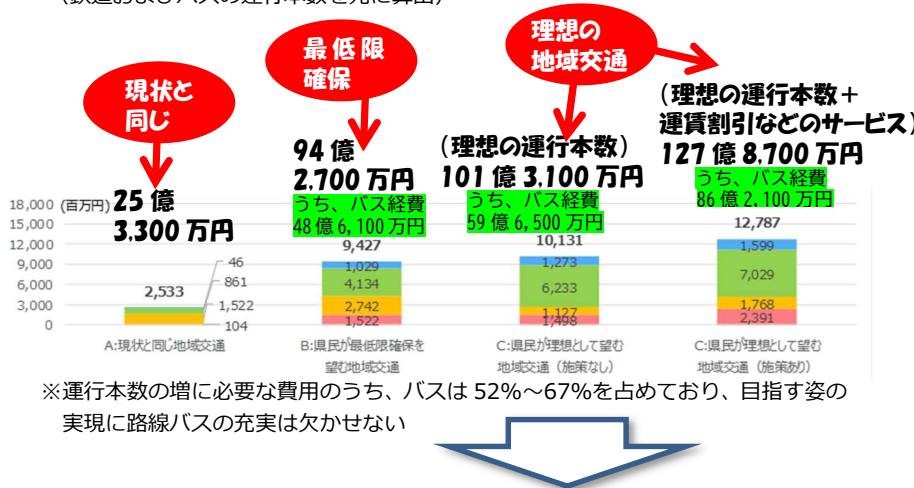 (鉄道およびバスの運行本数を元に算出)
現状と
同じ
最低限
確保
理想の
地域交通
25億
3,300万円
94億
2,700万円
うち、バス経費
48億6,100万円
(理想の運行本数)
101億3,100万円
うち、バス経費
59億6,500万円
(理想の運行本数+
運賃割引などのサービス)
127億8,700万円
うち、バス経費
86億2.100万円
(百万円)
18,000
15,000
12,000
9,000
6,000
3,000
0
2,533
46
861
1,522
104
9,427
1,029
4,134
2,742
1,522
10,131
1,273
6,233
1,127
1,498
12,787
1,599
7,029
1,768
2,391
A:現状と同じ地域交通
B:県民が最低限確保を
望む地域交通
C:県民が理想として望む
地域交通(施策なし)
C:県民が理想として望む
地域交通(施策あり)
※運行本数の増に必要な費用のうち、バスは52%~67%を占めており、目指す姿の
実現に路線バスの充実は欠かせない